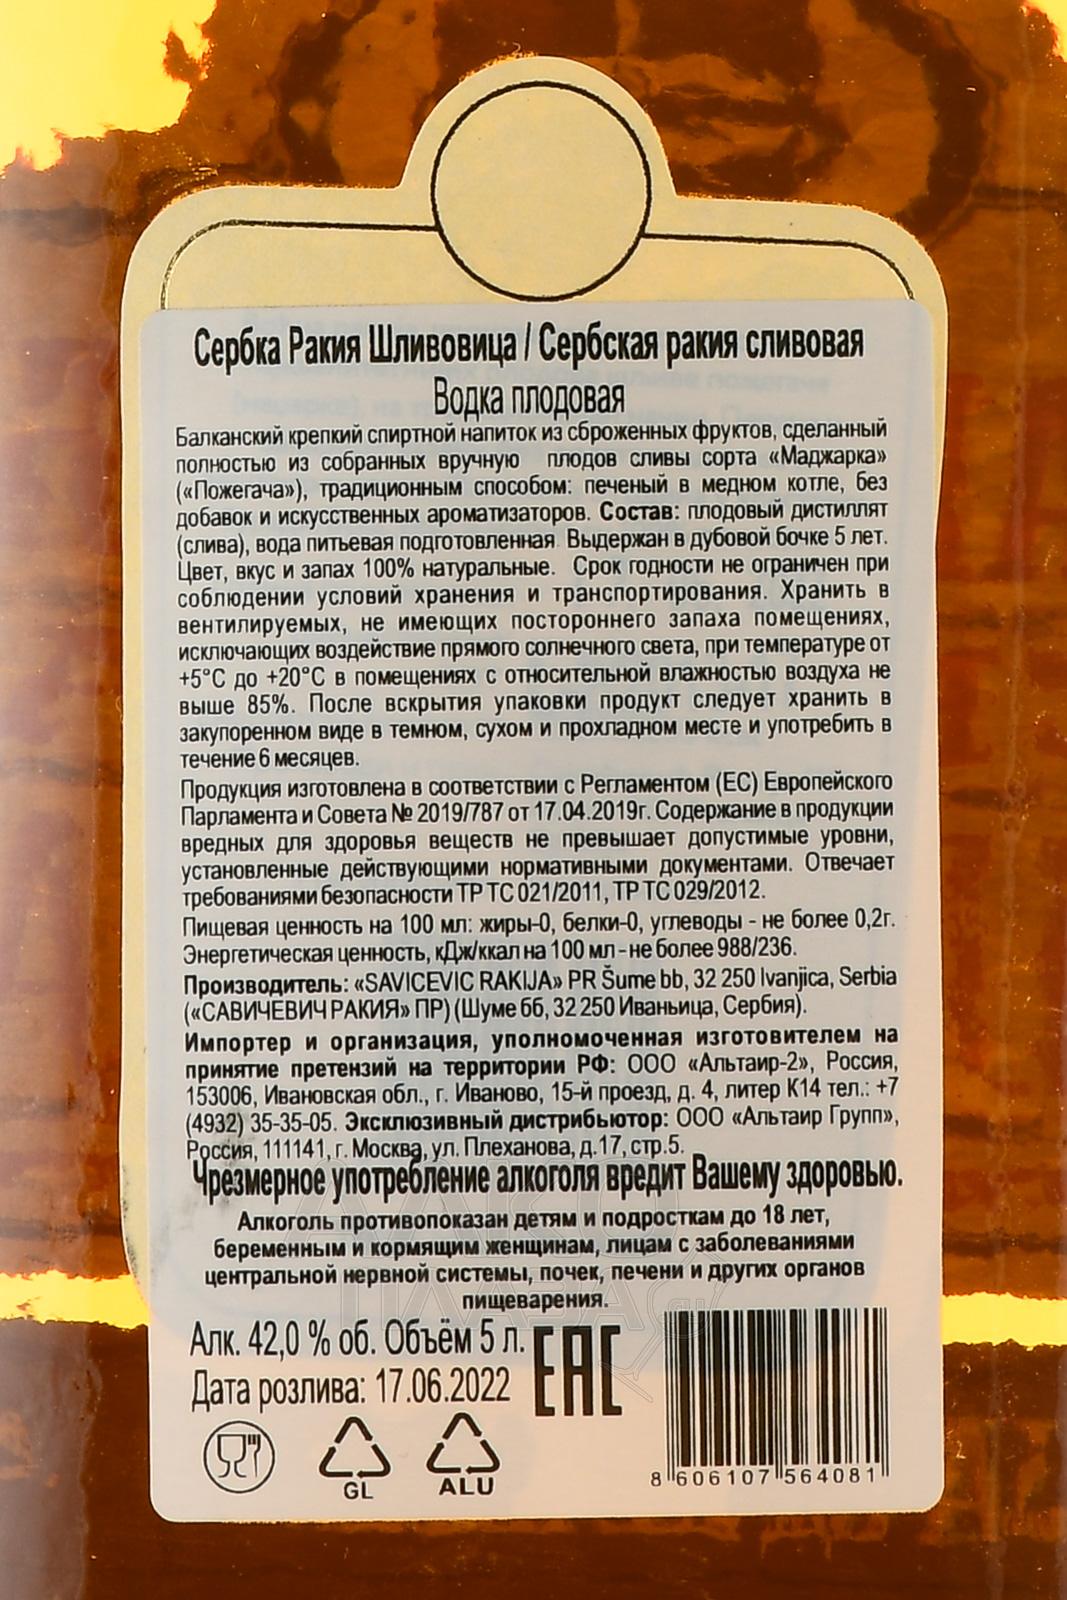 Сербка Ракия Шливовица / Сербская ракия сливовая
Водка плодовая
Балканский крепкий спиртной напиток из сброженных фруктов, сделанный
полностью из собранных вручную плодов сливы сорта «Маджарка»
(«Пожегача»), традиционным способом: печеный в медном котле, без
добавок и искусственных ароматизаторов. Состав: плодовый дистиллят
(слива), вода питьевая подготовленная. Выдержан в дубовой бочке 5 лет.
Цвет, вкус и запах 100% натуральные. Срок годности не ограничен при
соблюдении условий хранения и транспортирования. Хранить в
вентилируемых, не имеющих постороннего запаха помещениях,
исключающих воздействие прямого солнечного света, при температуре от
+5°С до +20°С в помещениях с относительной влажностью воздуха не
выше 85%. После вскрытия упаковки продукт следует хранить в
закупоренном виде в темном, сухом и прохладном месте и употребить в
течение 6 месяцев.
Продукция изготовлена в соответствии с Регламентом (ЕС) Европейского
Парламента и Совета № 2019/787 от 17.04.2019г. Содержание в продукции
вредных для здоровья веществ не превышает допустимые уровни,
установленные действующими нормативными документами. Отвечает
требованиями безопасности ТР ТС 021/2011, ТР ТС 029/2012.
Пищевая ценность на 100 мл: жиры-0, белки-0, углеводы - не более 0,2г.
Энергетическая ценность, кДж/ккал на 100 мл - не более 988/236.
Производитель: «SAVICEVIC RAKIJA» PR Šume bb, 32 250 Ivanjica, Serbia
(«САВИЧЕВИЧ РАКИЯ» ПР) (Шуме бб, 32 250 Иваньица, Сербия).
Импортер и организация, уполномоченная изготовителем на
принятие претензий на территории РФ: ООО «Альтаир-2», Россия,
153006, Ивановская обл., г. Иваново, 15-й проезд, д. 4, литер К14 тел.: +7
(4932) 35-35-05. Эксклюзивный дистрибьютор: ООО «Альтаир Групп»,
Россия, 111141, г. Москва, ул. Плеханова, д.17, стр.5.
Чрезмерное употребление алкоголя вредит Вашему здоровью.
Алкоголь противопоказан детям и подросткам до 18 лет,
беременным и кормящим женщинам, лицам с заболеваниями
центральной нервной системы, почек, печени и других органов
пищеварения.
Алк. 42,0 % об. Объём 5 л.
EAC
Дата розлива: 17.06.2022
GL ALU
8 606107 564081